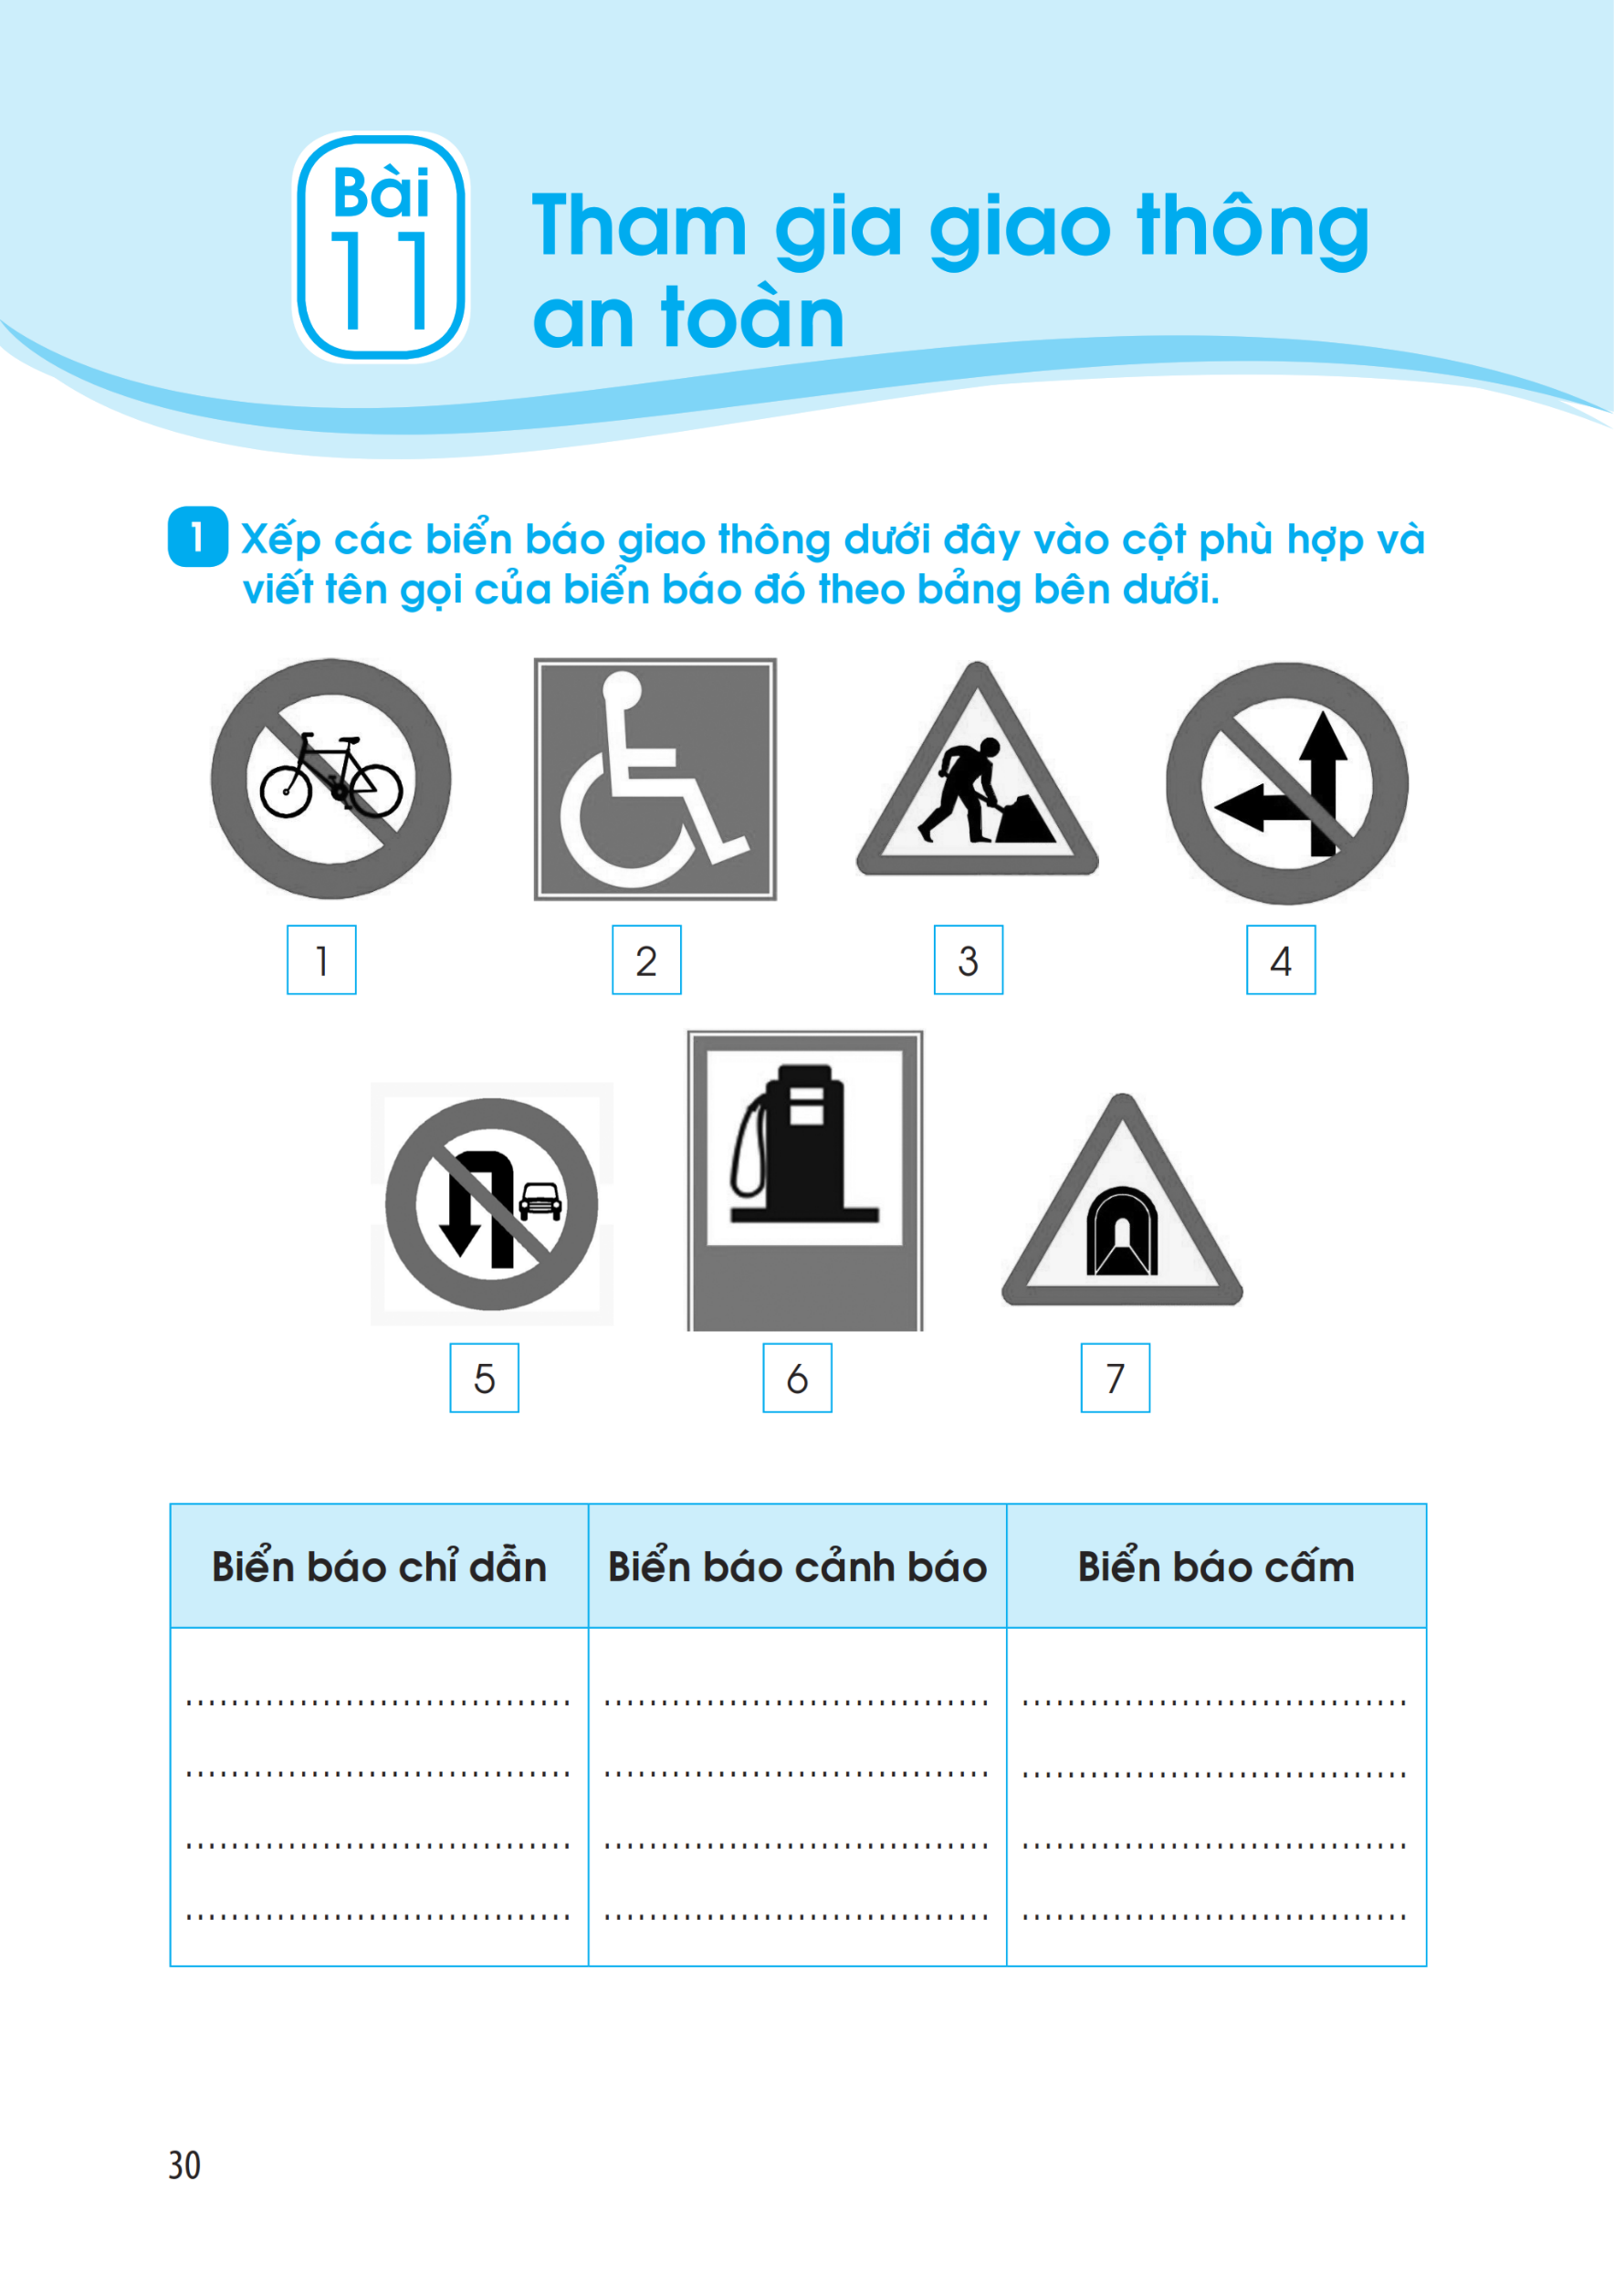 Bài
11
Tham gia giao thông
an toàn
1 Xếp các biển báo giao thông dưới đây vào cột phù hợp và
viết tên gọi của biển báo đó theo bảng bên dưới.
1 2 3 4
5 6 7
Biển báo chỉ dẫn Biển báo cảnh báo Biển báo cấm
30